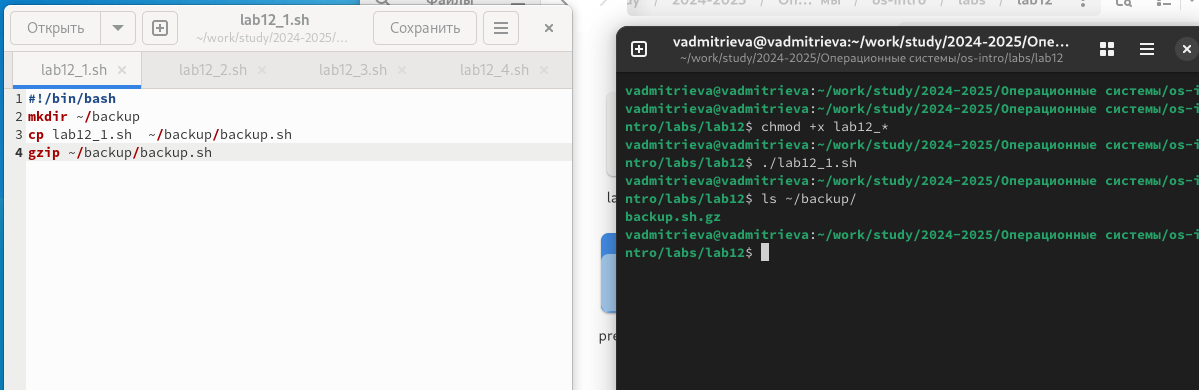 Файлы
Открыть
lab12_1.sh
~/work/study/2024-2025/…
Сохранить
lab12_1.sh
lab12_2.sh
lab12_3.sh
lab12_4.sh
1 #!/bin/bash
2 mkdir ~/backup
3 cp lab12_1.sh  ~/backup/backup.sh
4 gzip ~/backup/backup.sh
/ 2024-2025 / Оп… мы / os-intro / labs / lab12
vadmitrieva@vadmitrieva:~/work/study/2024-2025/Опе…
~/work/study/2024-2025/Операционные системы/os-intro/labs/lab12
vadmitrieva@vadmitrieva:~/work/study/2024-2025/Операционные системы/os-i
vadmitrieva@vadmitrieva:~/work/study/2024-2025/Операционные системы/os-i
ntro/labs/lab12$ chmod +x lab12_*
vadmitrieva@vadmitrieva:~/work/study/2024-2025/Операционные системы/os-i
ntro/labs/lab12$ ./lab12_1.sh
vadmitrieva@vadmitrieva:~/work/study/2024-2025/Операционные системы/os-i
ntro/labs/lab12$ ls ~/backup/
backup.sh.gz
vadmitrieva@vadmitrieva:~/work/study/2024-2025/Операционные системы/os-i
ntro/labs/lab12$
la
pre